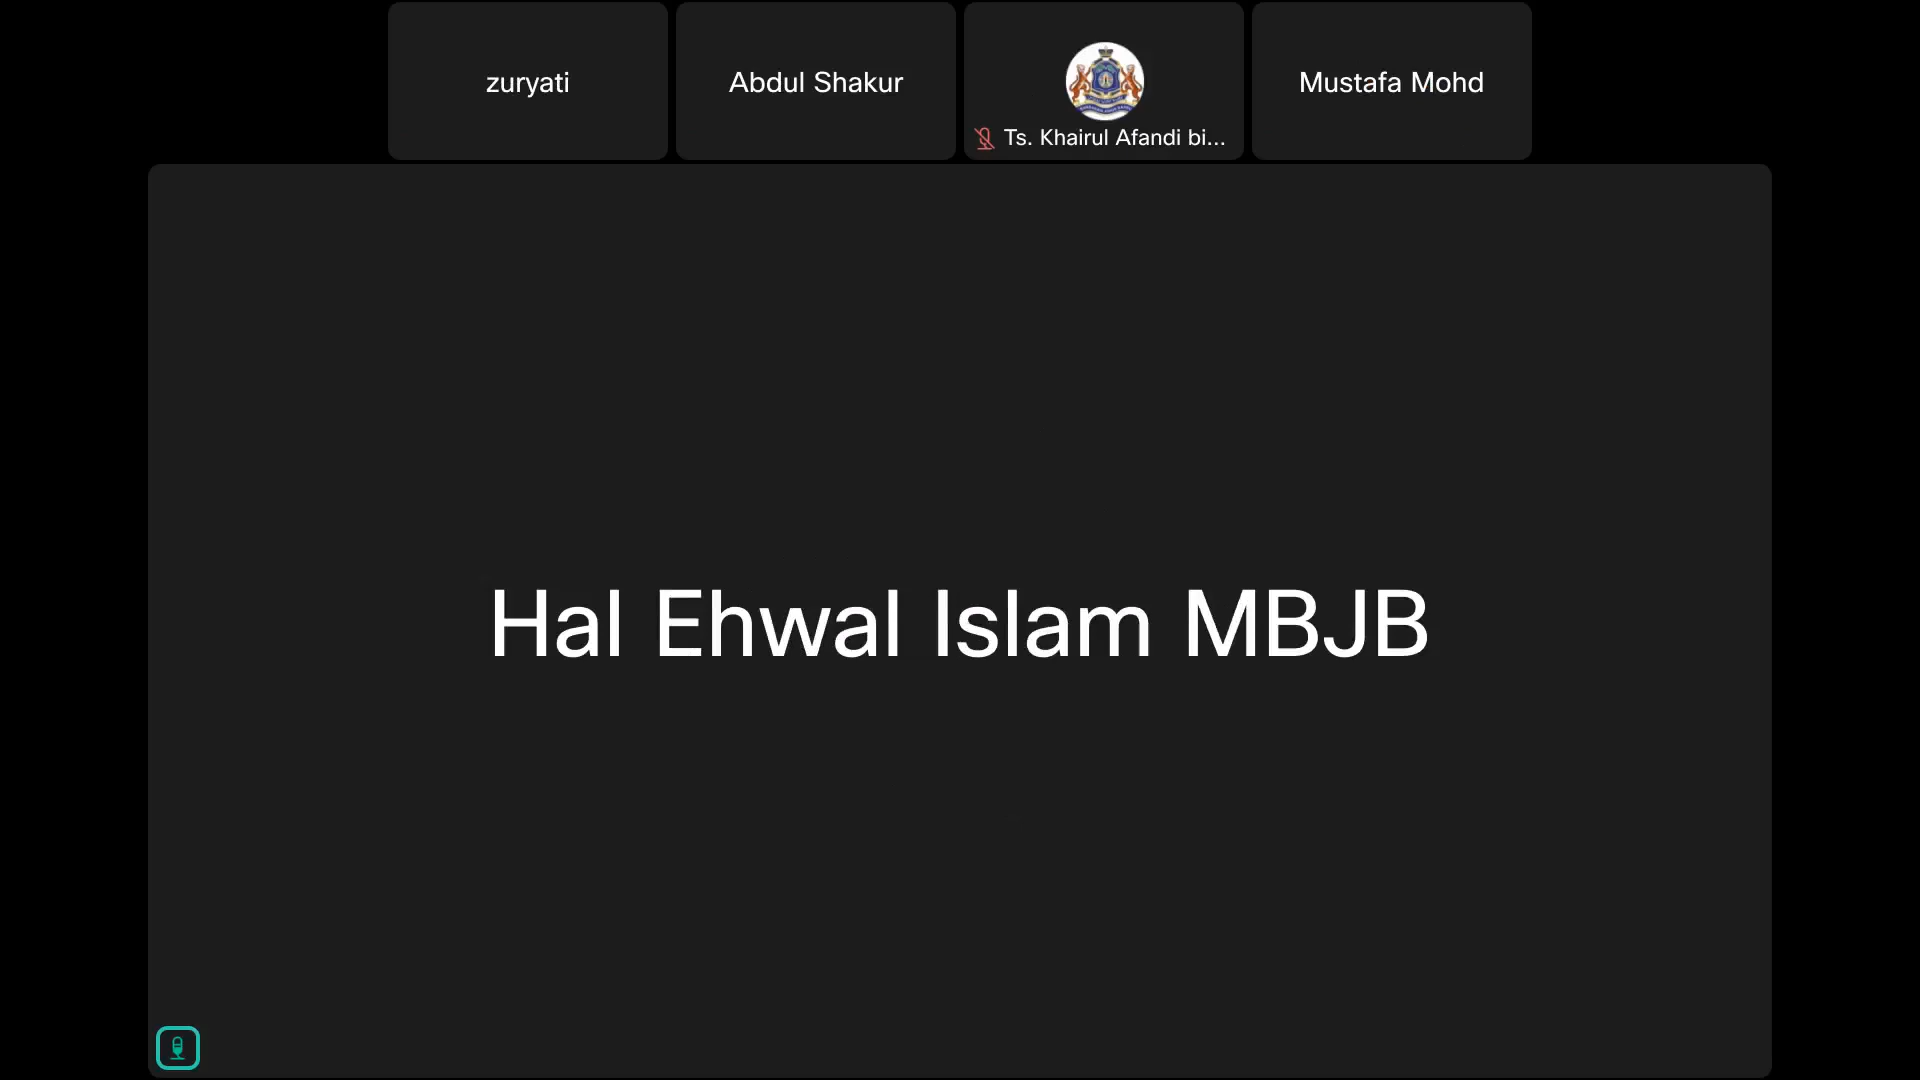 zuryati
Abdul Shakur
Ts. Khairul Afandi bi...
Mustafa Mohd
Hal Ehwal Islam MBJB